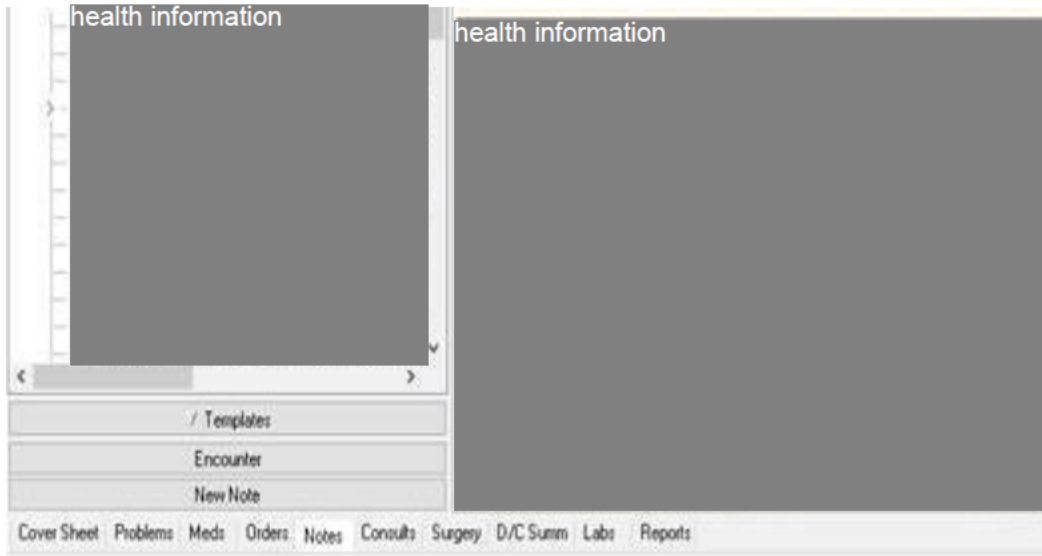 health information
health information
/ Templates
Encounter
New Note
Cover Sheet Problems Meds Orders Notes Consults Surgery D/C Summ Labs Reports